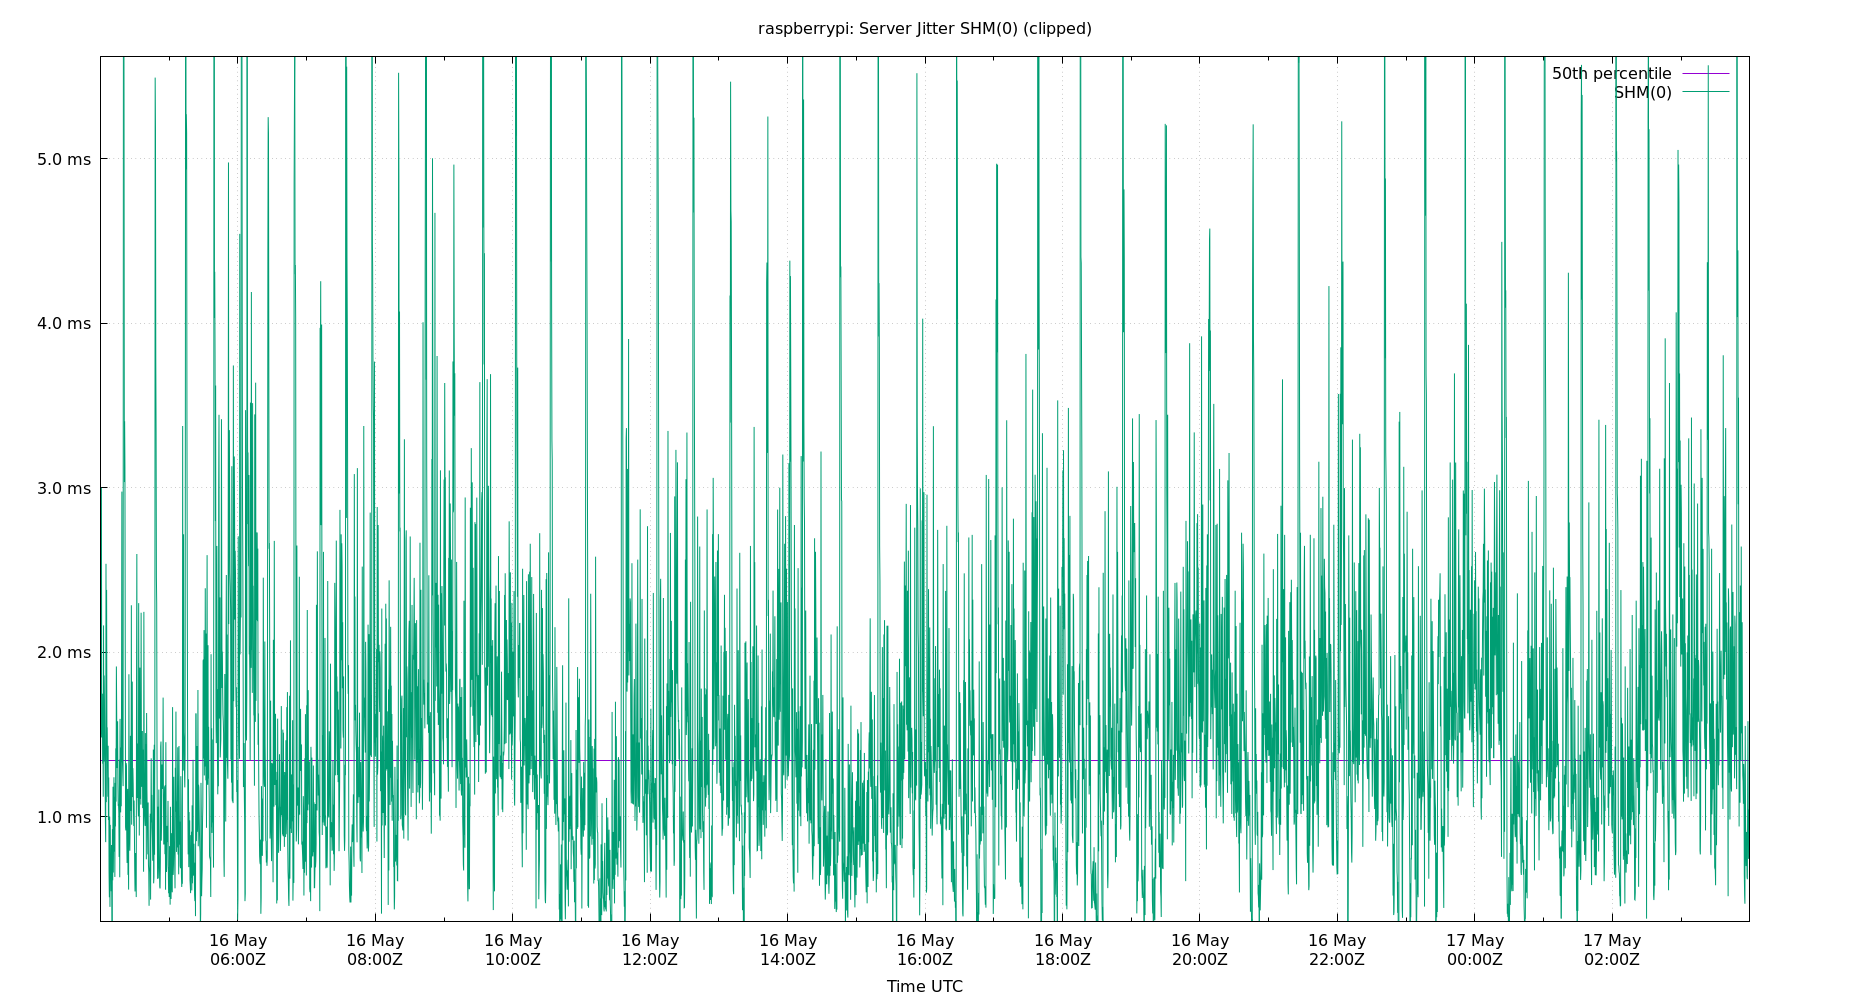 raspberrypi: Server Jitter SHM(0) (clipped)
50th percentile
SHM(0)
5.0 ms
4.0 ms
3.0 ms
2.0 ms
1.0 ms
16 May 16 May 16 May 16 May 16 May 16 May 16 May 16 May 16 May 17 May 17 May
06:00Z 08:00Z 10:00Z 12:00Z 14:00Z 16:00Z 18:00Z 20:00Z 22:00Z 00:00Z 02:00Z
Time UTC